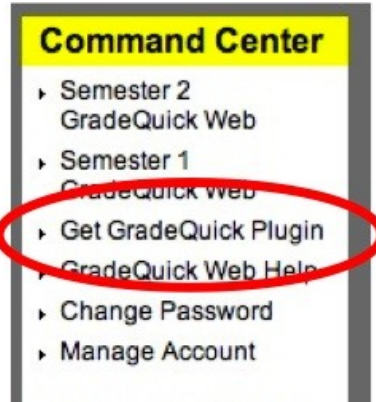 Command Center
Semester 2
GradeQuick Web
Semester 1
GradeQuick Web
Get GradeQuick Plugin
GradeQuick Web Help
Change Password
Manage Account